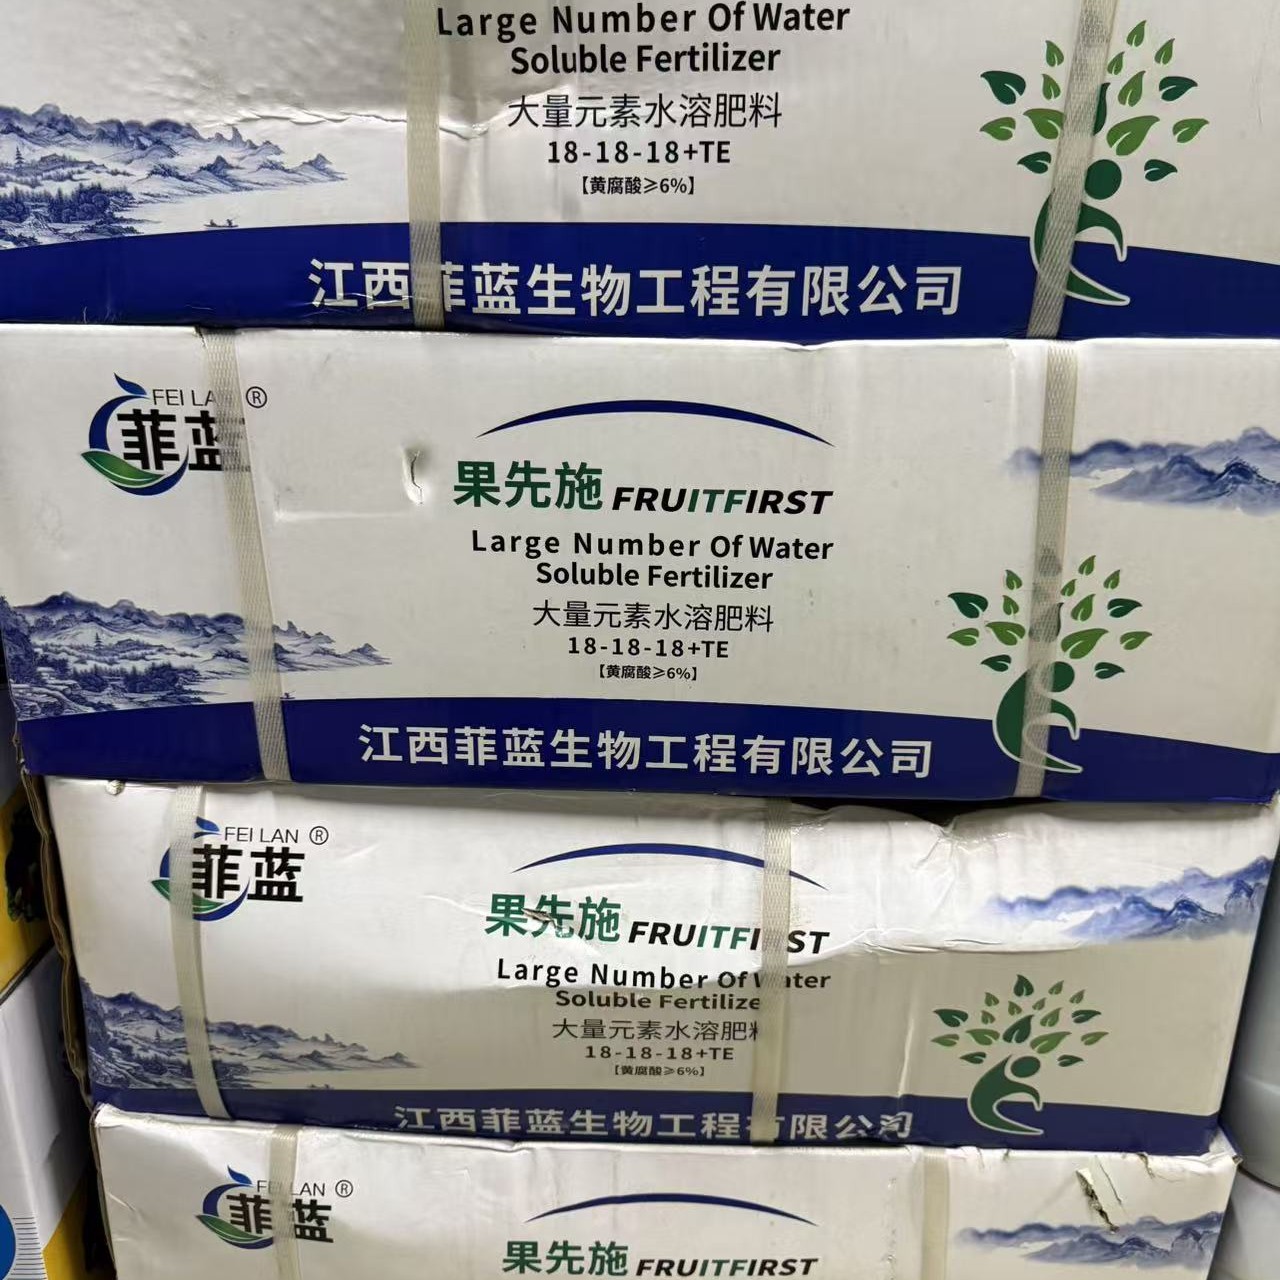 Large Number Of Water
Soluble Fertilizer
大量元素水溶肥料
18-18-18+TE
【黄腐酸≥6%】
江西菲蓝生物工程有限公司
FEI LA ®
菲蓝
果先施 FRUITFIRST
Large Number Of Water
Soluble Fertilizer
大量元素水溶肥料
18-18-18+TE
【黄腐酸≥6%】
江西菲蓝生物工程有限公司
FEI LAN ®
菲蓝
果先施 FRUITFIRST
Large Number Of Water
Soluble Fertilize
大量元素水溶肥料
18-18-18+TE
【黄腐酸≥6%】
江西菲蓝生物工程有限公司
FEI LAN ®
菲蓝
果先施 FRUITFIRST